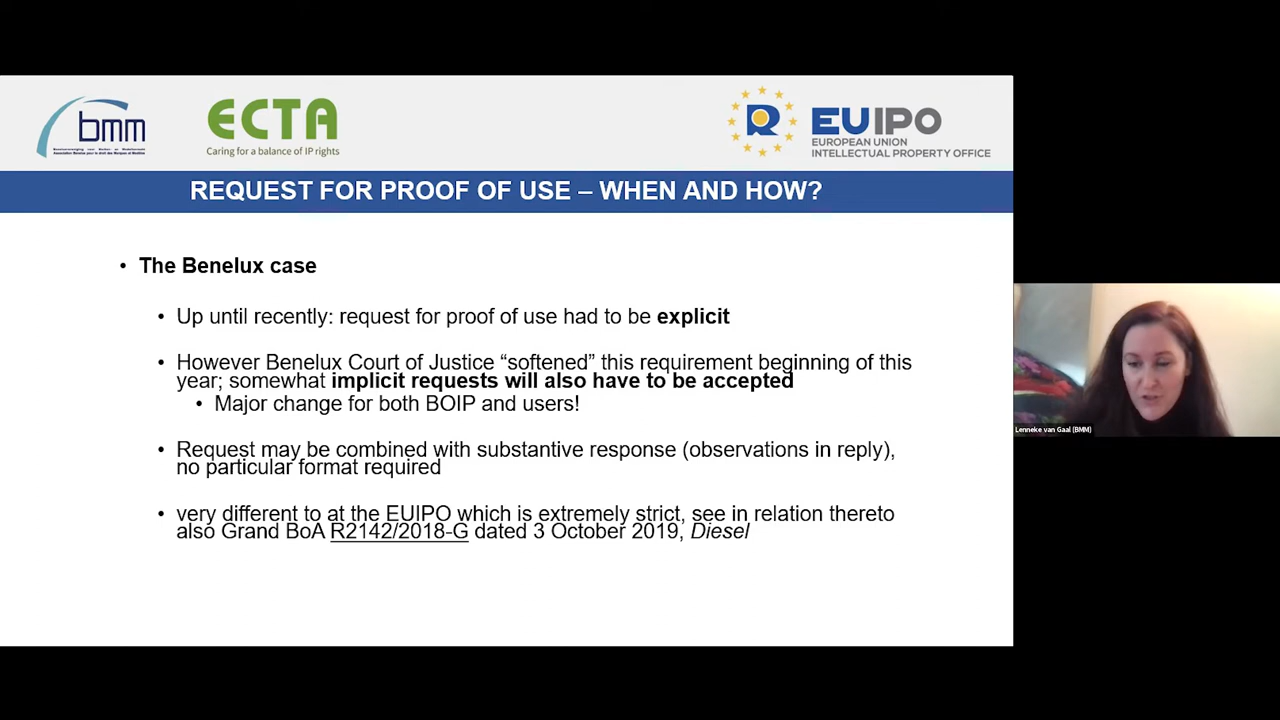 bmm
ECTA
Caring for a balance of IP rights
R
EUIPO
EUROPEAN UNION
INTELLECTUAL PROPERTY OFFICE
REQUEST FOR PROOF OF USE – WHEN AND HOW?
• The Benelux case
• Up until recently: request for proof of use had to be explicit
• However Benelux Court of Justice “softened” this requirement beginning of this
year; somewhat implicit requests will also have to be accepted
• Major change for both BOIP and users!
• Request may be combined with substantive response (observations in reply),
no particular format required
• very different to at the EUIPO which is extremely strict, see in relation thereto
also Grand BoA R2142/2018-G dated 3 October 2019, Diesel
Lenneke van Gaal (BMM)